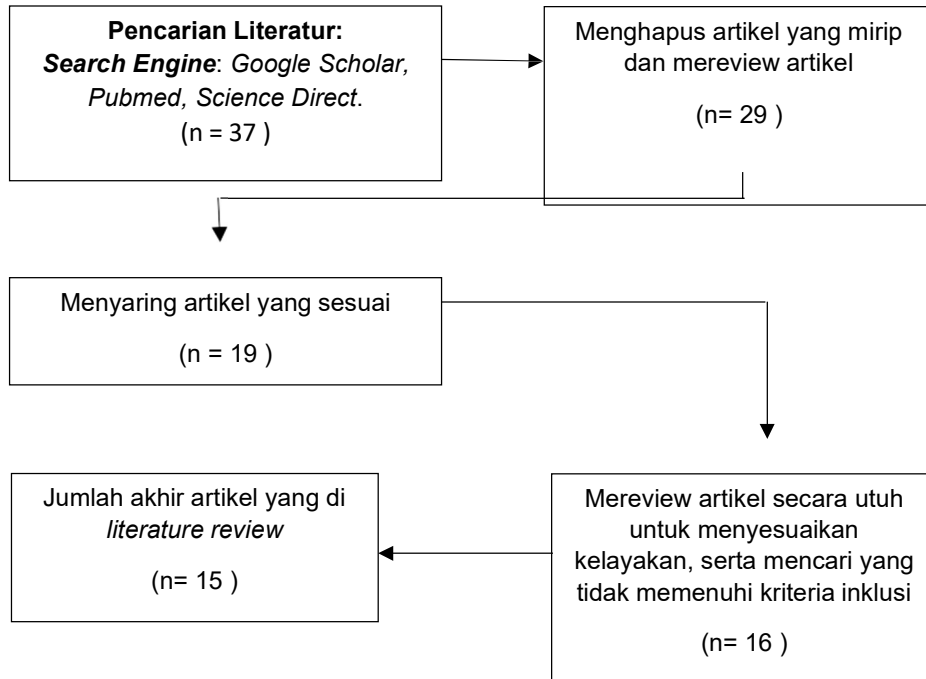 Pencarian Literatur:
Search Engine: Google Scholar,
Pubmed, Science Direct.
(n = 37 )
Menghapus artikel yang mirip
dan mereview artikel
(n= 29 )
Menyaring artikel yang sesuai
(n = 19 )
Mereview artikel secara utuh
untuk menyesuaikan
kelayakan, serta mencari yang
tidak memenuhi kriteria inklusi
(n= 16 )
Jumlah akhir artikel yang di
literature review
(n= 15 )